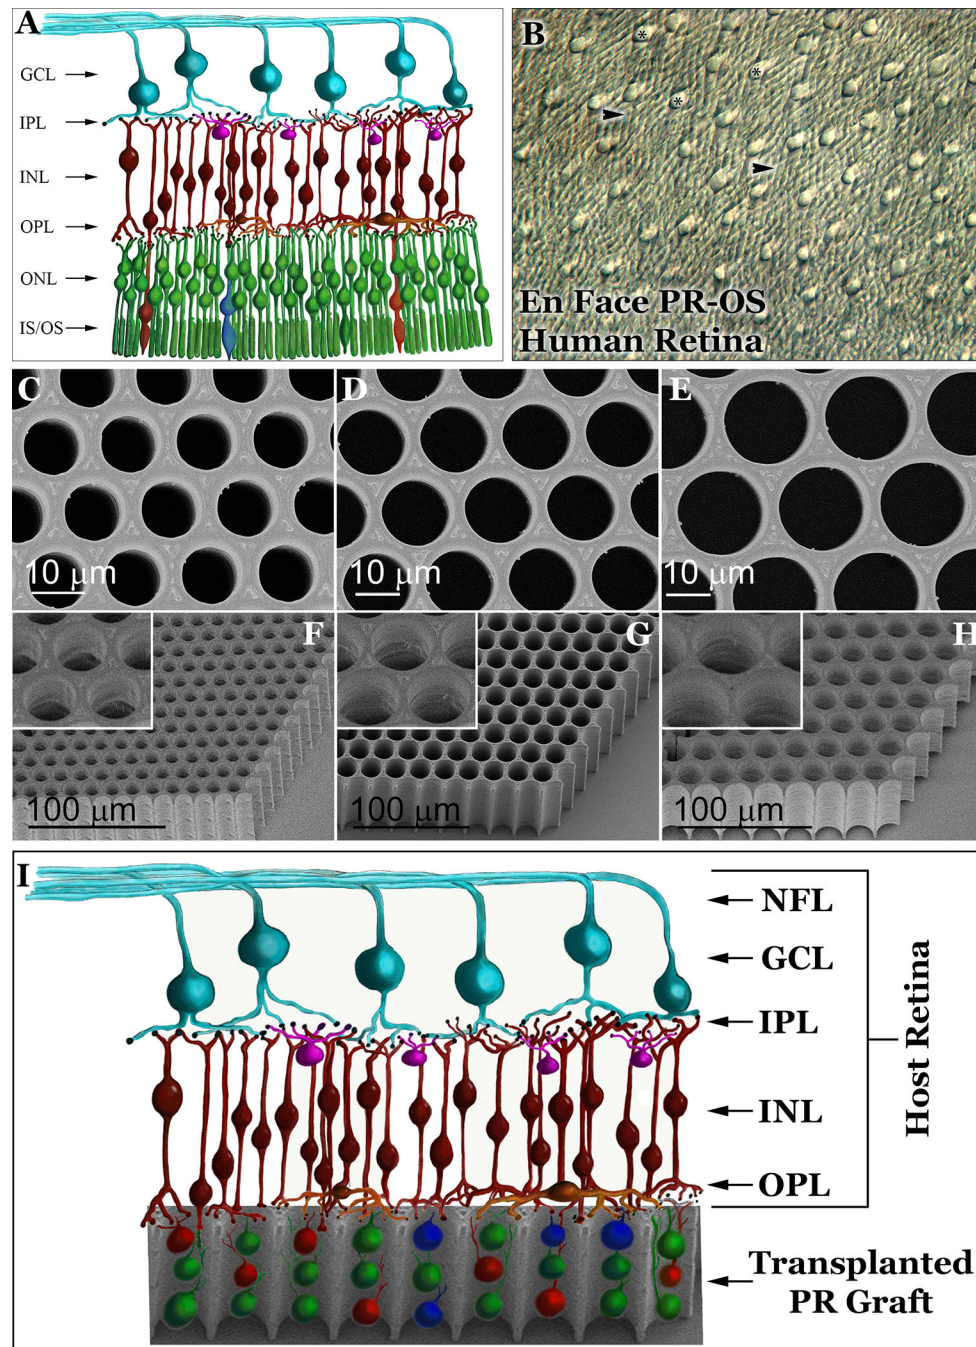 A
GCL
IPL
INL
OPL
ONL
IS/OS
B
*
*
*
En Face PR-OS
Human Retina
C
10 μm
D
10 μm
E
10 μm
F
100 μm
G
100 μm
H
100 μm
I
NFL
GCL
IPL
INL
OPL
Host Retina
Transplanted
PR Graft